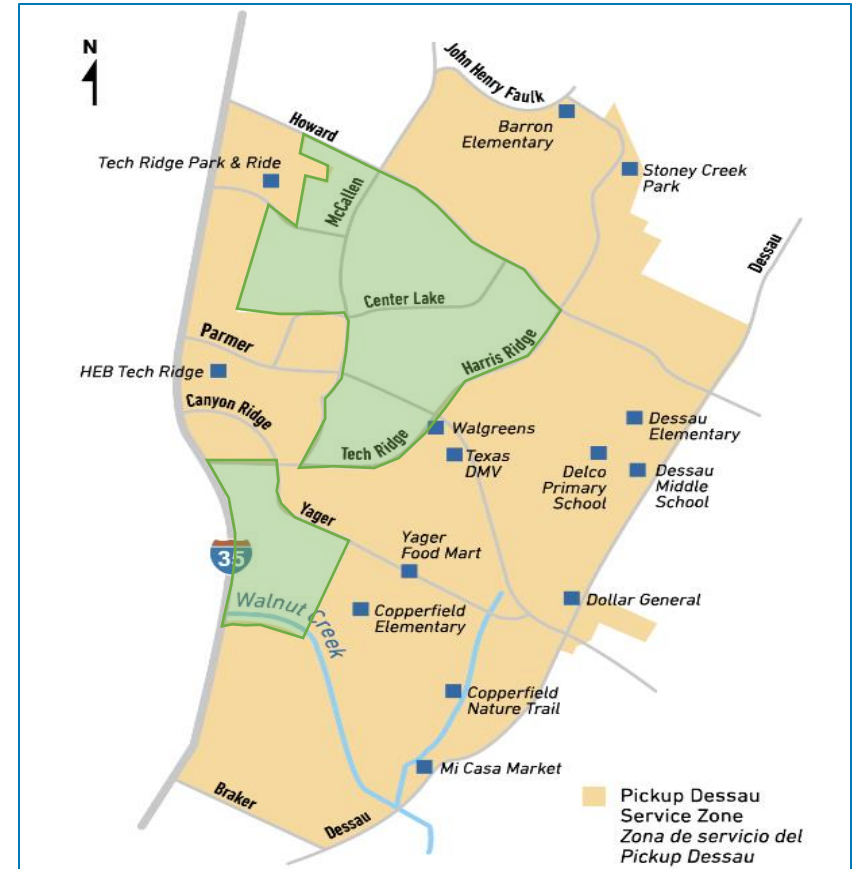 N
John Henry Faulk
Howard
Barron
Elementary
Tech Ridge Park & Ride
McCallen
Stoney Creek
Park
Dessau
Center Lake
Parmer
Harris Ridge
HEB Tech Ridge
Canyon Ridge
Walgreens
Dessau
Elementary
Tech Ridge
Texas
DMV
Delco
Primary
School
Dessau
Middle
School
Yager
Yager
Food Mart
35
Walnut Creek
Copperfield
Elementary
Dollar General
Copperfield
Nature Trail
Mi Casa Market
Braker
Dessau
Pickup Dessau
Service Zone
Zona de servicio del
Pickup Dessau